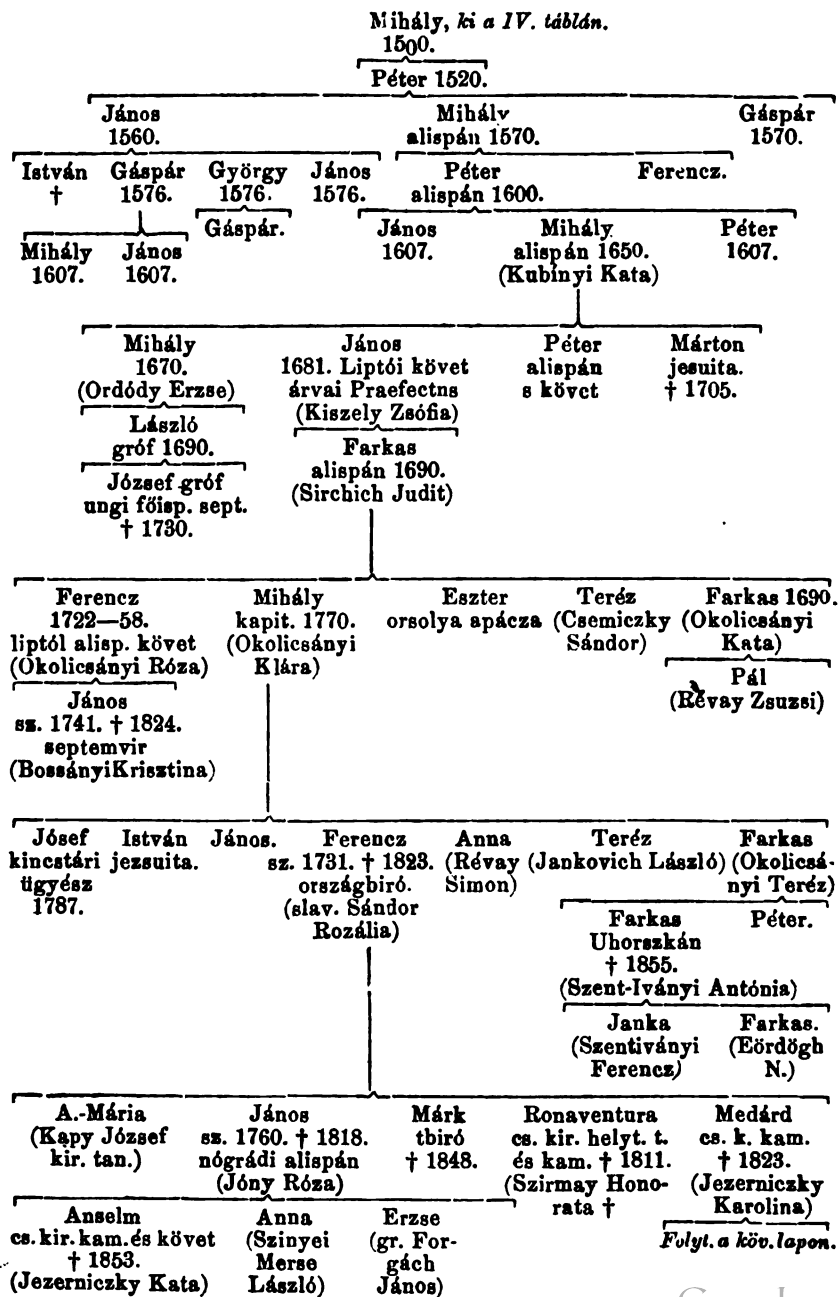 Mihály, ki a IV. táblán.
1500.
Péter 1520.
János Mihály Gáspár
1560. alispán 1570. 1570.
István Gáspár György János Péter Ferencz.
† 1576. 1576. 1576. alispán 1600.
Gáspár. János Mihály Péter
Mihály János 1607. alispán 1650. 1607.
1607. 1607. (Kubínyi Kata)
Mihály János Péter Márton
1670. 1681. Liptói követ alispán jesuita.
(Ordódy Erzse) árvai Praefectns s követ † 1705.
László (Kiszely Zsófia)
gróf 1690. Farkas
József gróf alispán 1690.
ungi főisp. sept. (Sirchich Judit)
† 1730.
Ferencz Mihály Eszter Teréz Farkas 1690.
1722—58. kapit. 1770. orsolya apácza (Csemiczky (Okolicsányi
liptól alisp. követ (Okolicsányi Sándor) Kata)
(Okolicsányi Róza) Klára) Pál
János (Révay Zsuzsi)
sz. 1741. † 1824.
septemvir
(Bossányi Krisztina)
Jósef István János. Ferencz Anna Teréz Farkas
kincstári jezsuita. sz. 1731. † 1823. (Révay (Jankovich László) (Okolicsá-
ügyész országbiró. Simon) nyi Teréz)
1787. (slav. Sándor Farkas Péter.
Rozália) Uhorszkán
† 1855.
(Szent-Iványi Antónia)
Janka Farkas.
(Szentiványi (Eördögh
Ferencz) N.)
A.-Mária János Márk Ronaventura Medárd
(Kapy József sz. 1760. † 1818. tbiró cs. kir. helyt. t. cs. k. kam.
kir. tan.) nógrádi alispán † 1848. és kam. † 1811. † 1823.
(Jóny Róza) (Szirmay Hono- (Jezerniczky
rata † Karolina)
Anselm Anna Erzse Folyt. a köv. lapon.
cs. kir. kam. és követ (Szinyei (gr. For-
† 1853. Merse gách
(Jezerniczky Kata) László) János)